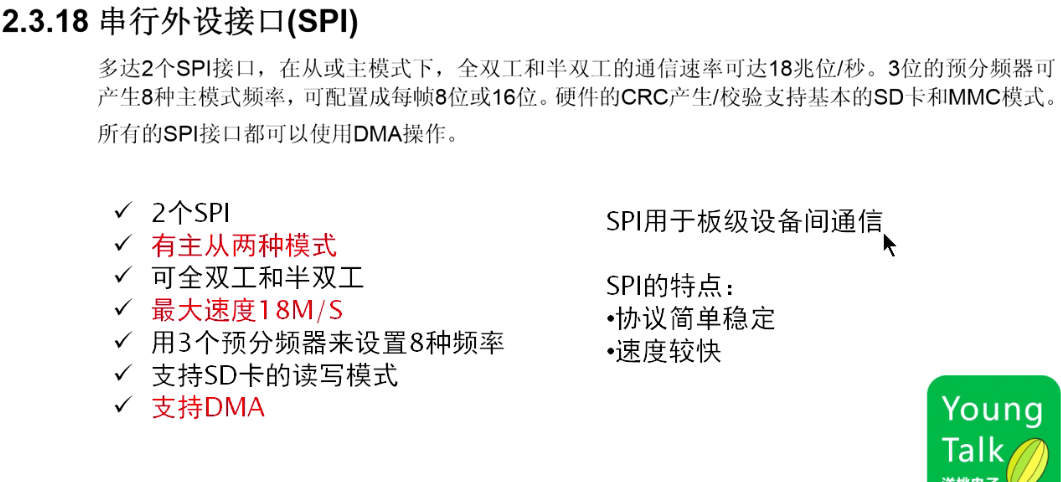 2.3.18 串行外设接口(SPI)
多达2个SPI接口，在从或主模式下，全双工和半双工的通信速率可达18兆位/秒。3位的预分频器可
产生8种主模式频率，可配置成每帧8位或16位。硬件的CRC产生/校验支持基本的SD卡和MMC模式。
所有的SPI接口都可以使用DMA操作。
✓ 2个SPI
✓ 有主从两种模式
✓ 可全双工和半双工
✓ 最大速度18M/S
✓ 用3个预分频器来设置8种频率
✓ 支持SD卡的读写模式
✓ 支持DMA
SPI用于板级设备间通信
SPI的特点：
•协议简单稳定
•速度较快
Young
Talk